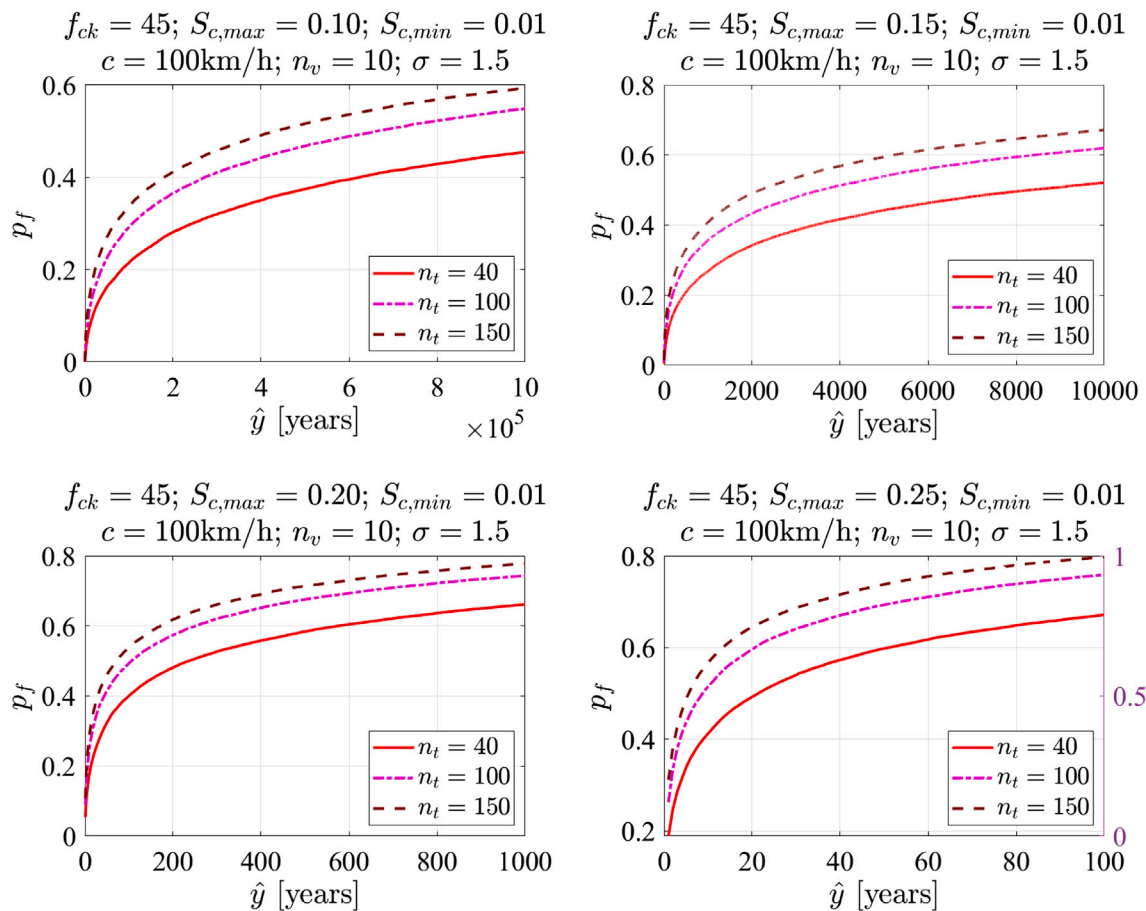 f_ck = 45; S_c,max = 0.10; S_c,min = 0.01
c = 100km/h; n_v = 10; σ = 1.5
0.6
0.4
0.2
0
p_f
n_t = 40
n_t = 100
n_t = 150
0 2 4 6 8 10
ŷ [years]
×10^5
f_ck = 45; S_c,max = 0.15; S_c,min = 0.01
c = 100km/h; n_v = 10; σ = 1.5
0.8
0.6
0.4
0.2
0
p_f
n_t = 40
n_t = 100
n_t = 150
0 2000 4000 6000 8000 10000
ŷ [years]
f_ck = 45; S_c,max = 0.20; S_c,min = 0.01
c = 100km/h; n_v = 10; σ = 1.5
0.8
0.6
0.4
0.2
0
p_f
n_t = 40
n_t = 100
n_t = 150
0 200 400 600 800 1000
ŷ [years]
f_ck = 45; S_c,max = 0.25; S_c,min = 0.01
c = 100km/h; n_v = 10; σ = 1.5
0.8
0.6
0.4
0.2
p_f
1
0.5
0
n_t = 40
n_t = 100
n_t = 150
0 20 40 60 80 100
ŷ [years]